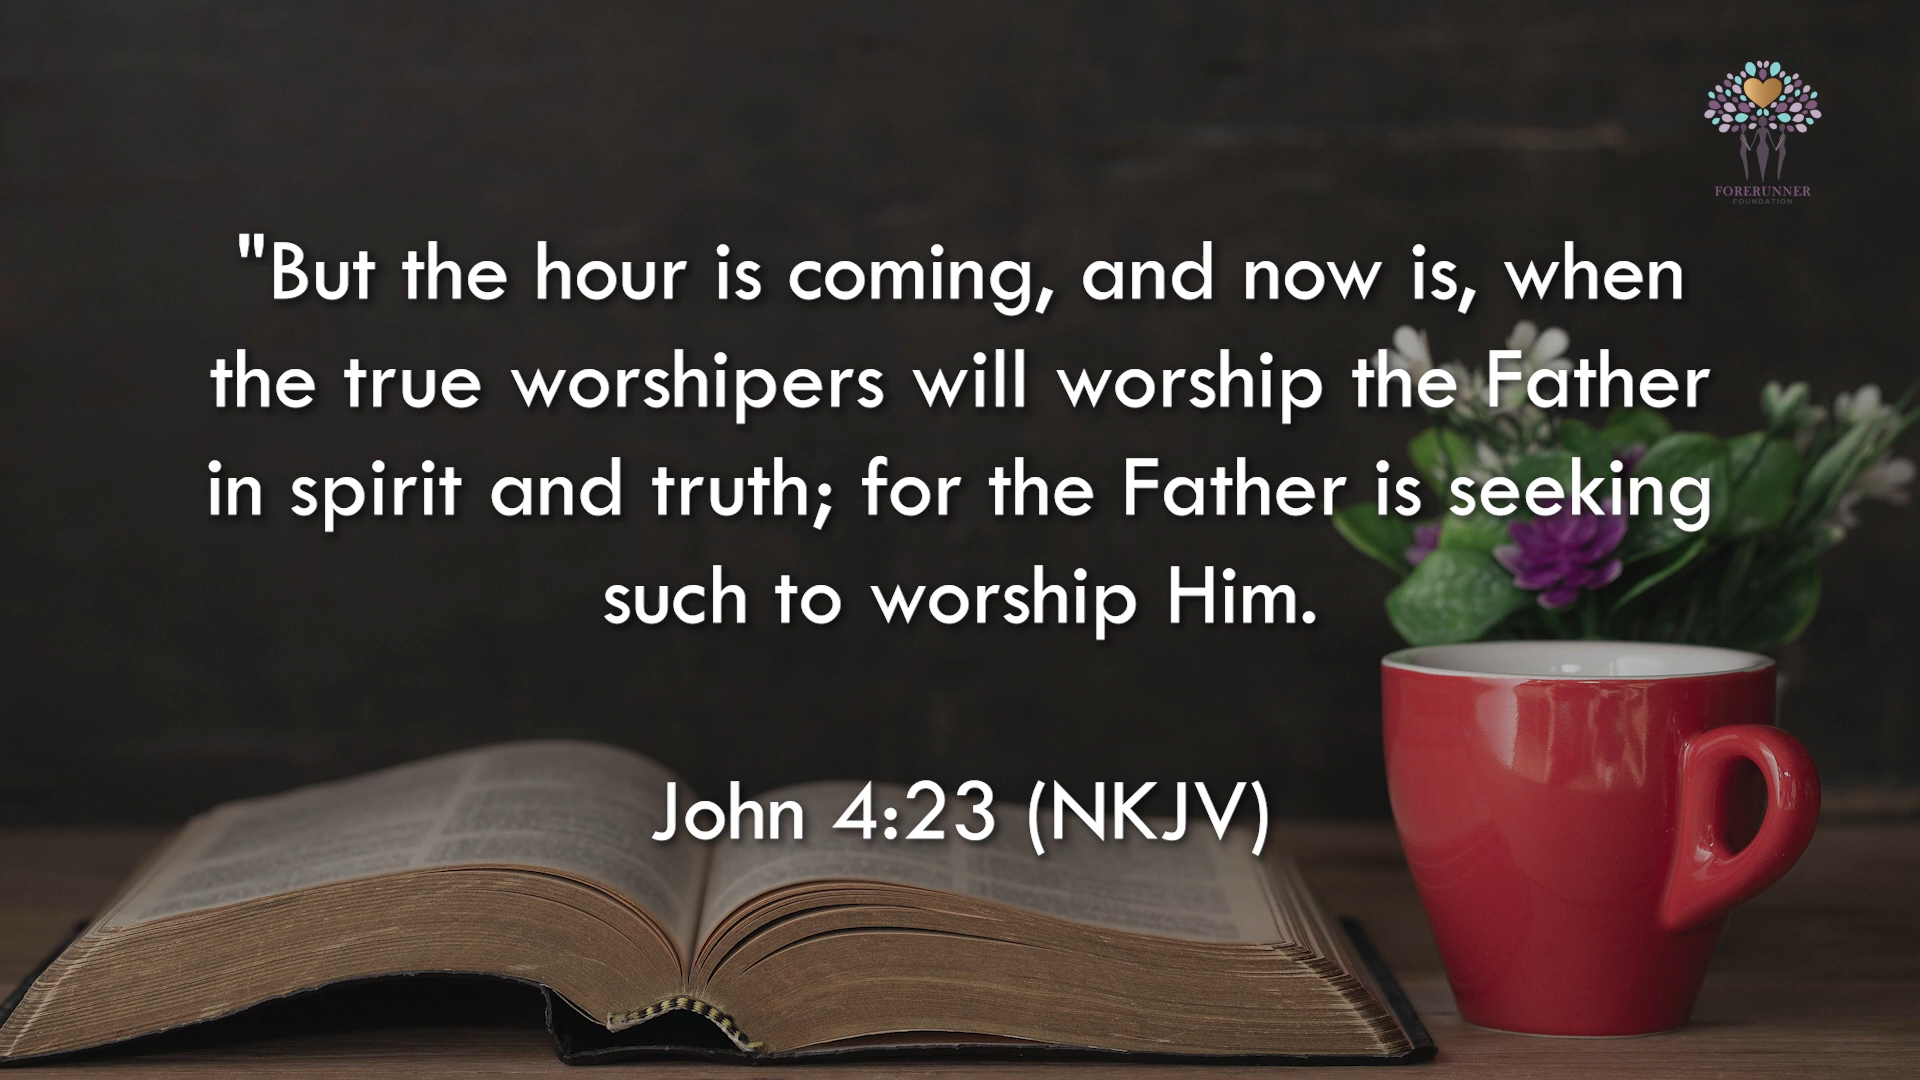 FORERUNNER
FOUNDATION
"But the hour is coming, and now is, when
the true worshipers will worship the Father
in spirit and truth; for the Father is seeking
such to worship Him.
John 4:23 (NKJV)